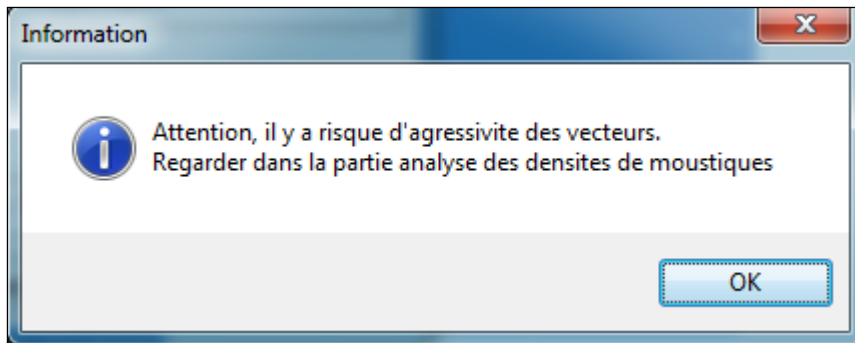 Information
Attention, il y a risque d'agressivite des vecteurs.
Regarder dans la partie analyse des densites de moustiques
OK